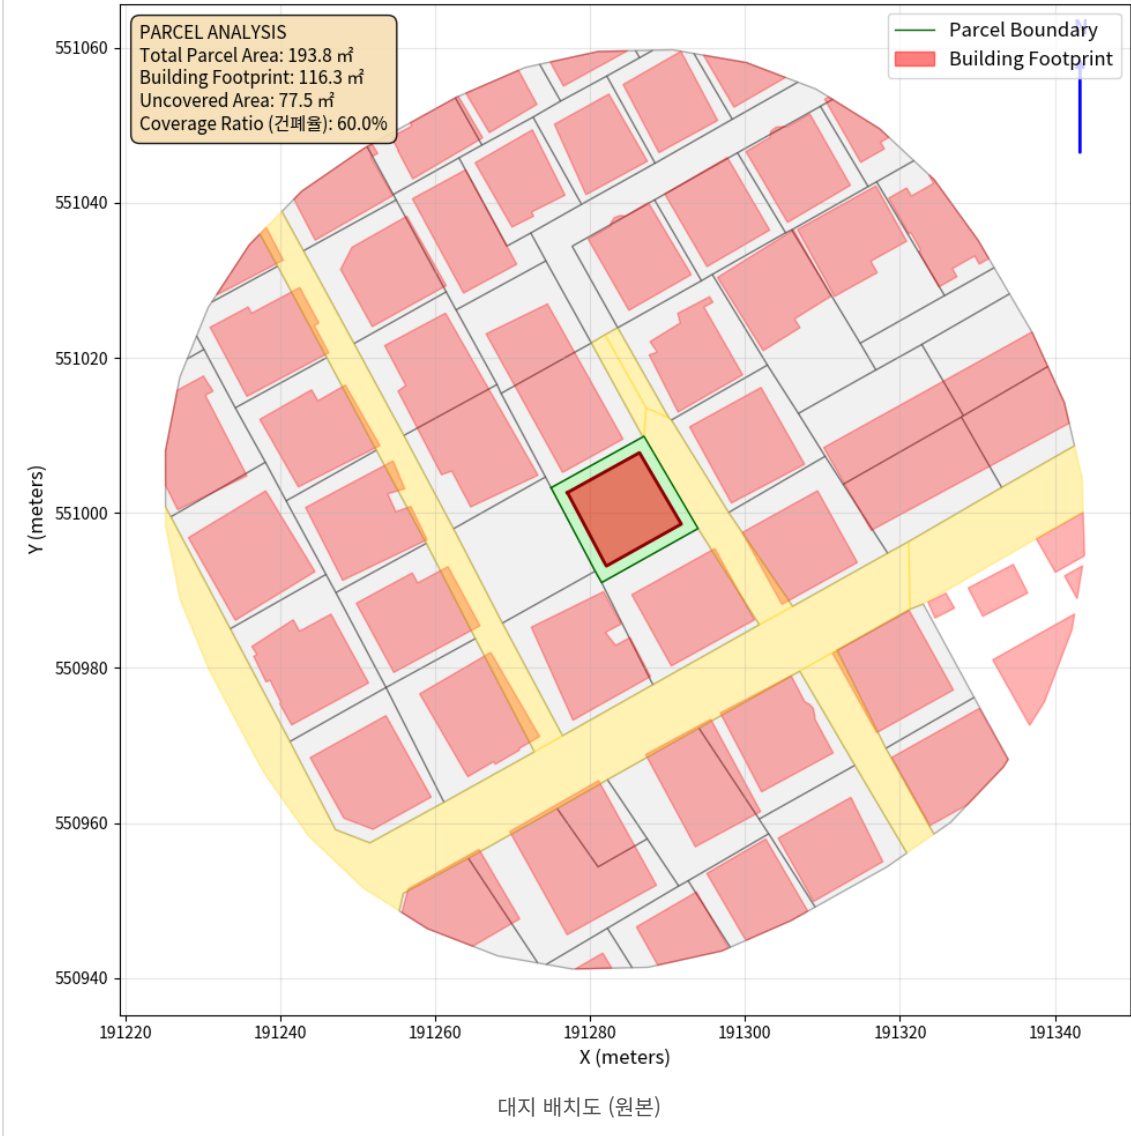 PARCEL ANALYSIS
Total Parcel Area: 193.8 ㎡
Building Footprint: 116.3 ㎡
Uncovered Area: 77.5 ㎡
Coverage Ratio (건폐율): 60.0%
N
Parcel Boundary
Building Footprint
551060
551040
551020
551000
550980
550960
550940
Y (meters)
191220 191240 191260 191280 191300 191320 191340
X (meters)
대지 배치도 (원본)